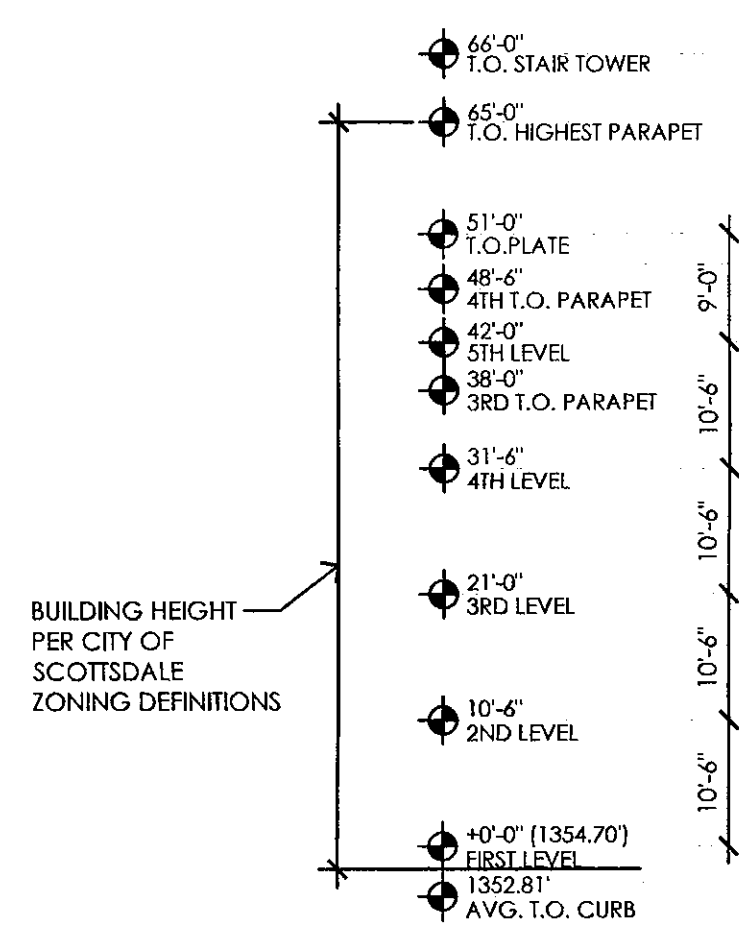 66'-0"
T.O. STAIR TOWER
65'-0"
T.O. HIGHEST PARAPET
51'-0"
T.O.PLATE
48'-6"
4TH T.O. PARAPET
42'-0"
5TH LEVEL
38'-0"
3RD T.O. PARAPET
31'-6"
4TH LEVEL
21'-0"
3RD LEVEL
10'-6"
2ND LEVEL
+0'-0" (1354.70')
FIRST LEVEL
1352.81'
AVG. T.O. CURB
BUILDING HEIGHT
PER CITY OF
SCOTTSDALE
ZONING DEFINITIONS
9'-0"
10'-6"
10'-6"
10'-6"
10'-6"